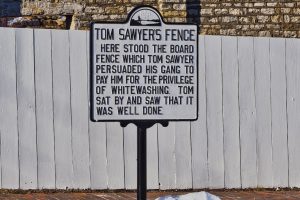 TOM SAWYER'S FENCE
HERE STOOD THE BOARD
FENCE WHICH TOM SAWYER
PERSUADED HIS GANG TO
PAY HIM FOR THE PRIVILEGE
OF WHITEWASHING. TOM
SAT BY AND SAW THAT IT
WAS WELL DONE.